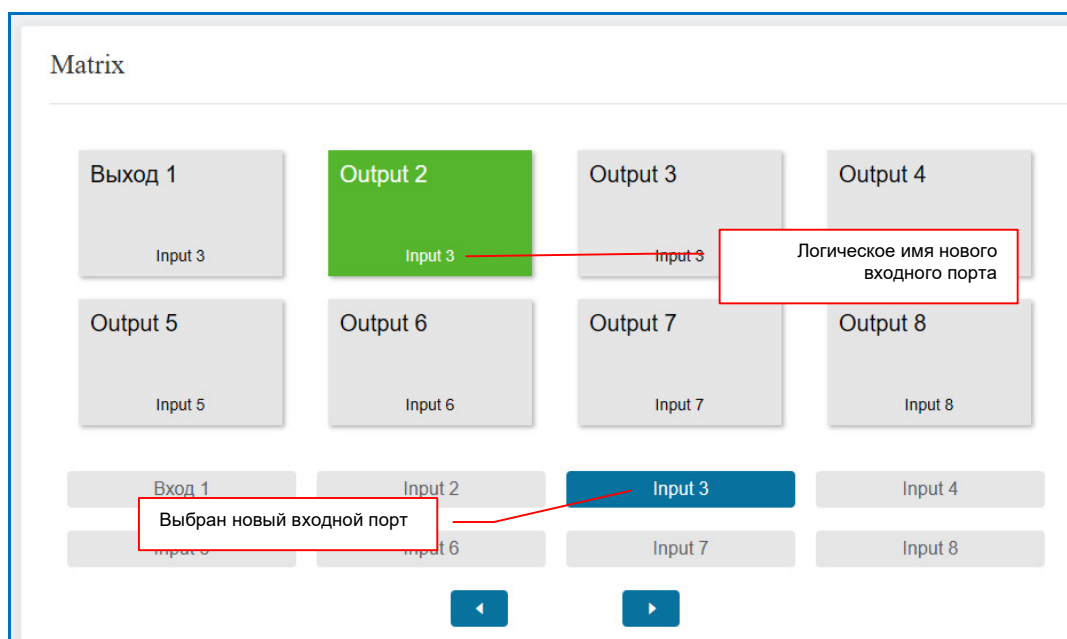 Matrix
Выход 1
Output 2
Output 3
Output 4
Input 3
Input 3
Input 3
Логическое имя нового
входного порта
Output 5
Output 6
Output 7
Output 8
Input 5
Input 6
Input 7
Input 8
Вход 1
Input 2
Input 3
Input 4
Выбран новый входной порт
Input 6
Input 7
Input 8